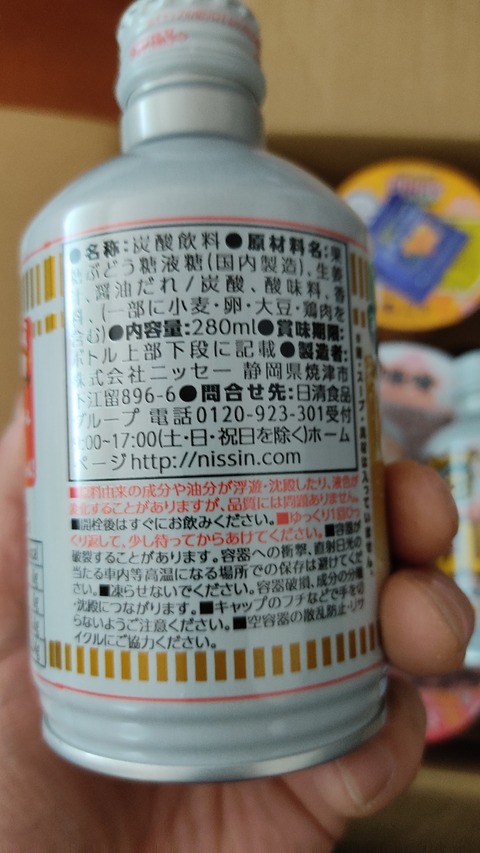 ●名称:炭酸飲料●原材料名:果
糖ぶどう糖液糖(国内製造)、生姜
、醤油だれ/炭酸、酸味料、香
料、(一部に小麦・卵・大豆・鶏肉を
含む)●内容量:280ml●賞味期限:
ボトル上部下段に記載●製造者:
株式会社ニッセー 静岡県焼津市
下江留896-6●問合せ先:日清食品
グループ 電話0120-923-301受付
9:00~17:00(土・日・祝日を除く)ホーム
ページhttp://nissin.com
■原料由来の成分や油分が浮遊・沈殿したり、液色が
変化することがありますが、品質には問題ありません。
■開栓後はすぐにお飲みください。■ゆっくり1回ひっ
くり返して、少し待ってからあけてください。■容器が
破裂することがあります。容器への衝撃、直射日光の
当たる車内等高温になる場所での保存は避けてくだ
さい。■凍らせないでください。容器破損、成分の分離
・沈殿につながります。■キャップのフチなどで手を切
らないようご注意ください。■空容器の散乱防止・リサ
イクルにご協力ください。
※麺・スープ・具材は入っていません。